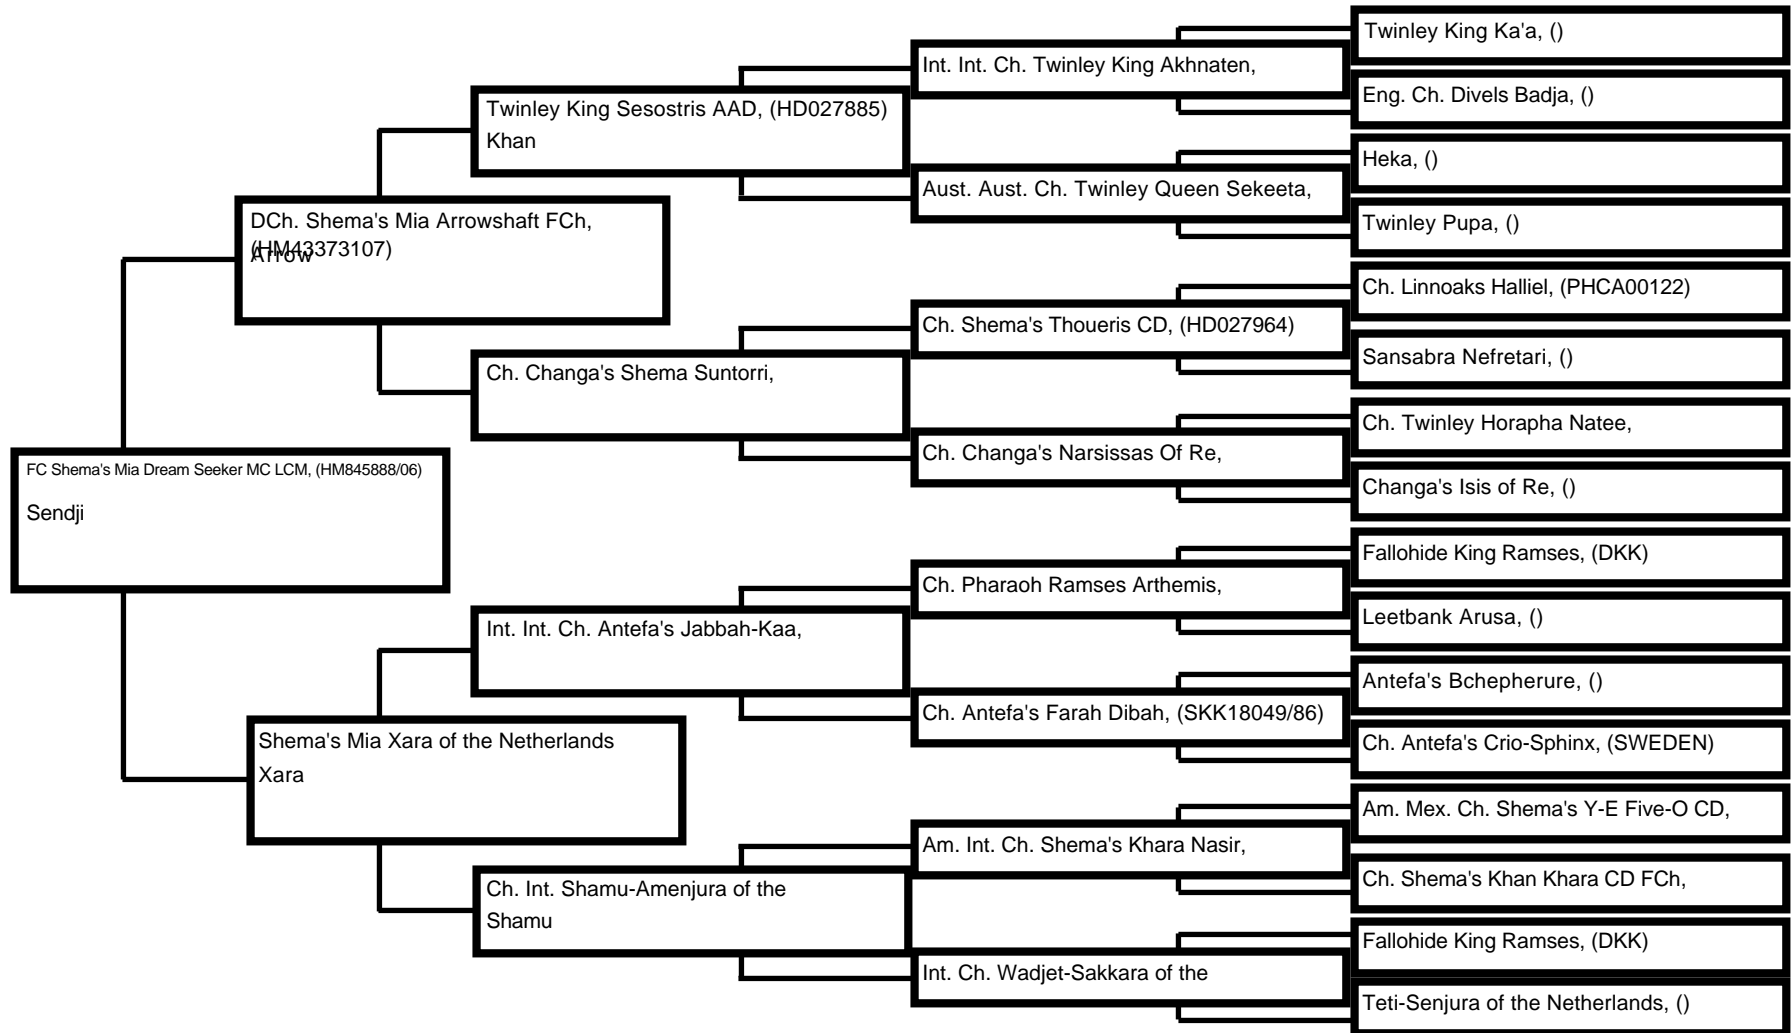 Twinley King Ka'a, ()
Int. Int. Ch. Twinley King Akhnaten,
Eng. Ch. Divels Badja, ()
Twinley King Sesostris AAD, (HD027885)
Khan
Heka, ()
Aust. Aust. Ch. Twinley Queen Sekeeta,
Twinley Pupa, ()
DCh. Shema's Mia Arrowshaft FCh,
(HM43373107)
Arrow
Ch. Linnoaks Halliel, (PHCA00122)
Ch. Shema's Thoueris CD, (HD027964)
Sansabra Nefretari, ()
Ch. Changa's Shema Suntorri,
Ch. Twinley Horapha Natee,
Ch. Changa's Narsissas Of Re,
Changa's Isis of Re, ()
FC Shema's Mia Dream Seeker MC LCM, (HM845888/06)
Sendji
Fallohide King Ramses, (DKK)
Ch. Pharaoh Ramses Arthemis,
Leetbank Arusa, ()
Int. Int. Ch. Antefa's Jabbah-Kaa,
Antefa's Bchepherure, ()
Ch. Antefa's Farah Dibah, (SKK18049/86)
Ch. Antefa's Crio-Sphinx, (SWEDEN)
Shema's Mia Xara of the Netherlands
Xara
Am. Mex. Ch. Shema's Y-E Five-O CD,
Am. Int. Ch. Shema's Khara Nasir,
Ch. Shema's Khan Khara CD FCh,
Ch. Int. Shamu-Amenjura of the
Shamu
Fallohide King Ramses, (DKK)
Int. Ch. Wadjet-Sakkara of the
Teti-Senjura of the Netherlands, ()